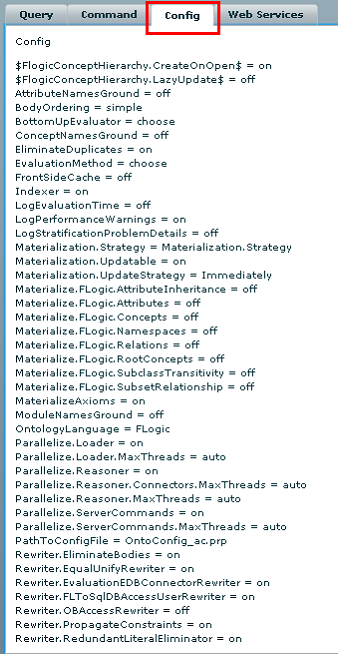 Query Command Config Web Services
Config
$FlogicConceptHierarchy.CreateOnOpen$ = on
$FlogicConceptHierarchy.LazyUpdate$ = off
AttributeNamesGround = off
BodyOrdering = simple
BottomUpEvaluator = choose
ConceptNamesGround = off
EliminateDuplicates = on
EvaluationMethod = choose
FrontSideCache = off
Indexer = on
LogEvaluationTime = off
LogPerformanceWarnings = on
LogStratificationProblemDetails = off
Materialization.Strategy = Materialization.Strategy
Materialization.Updatable = on
Materialization.UpdateStrategy = Immediately
Materialize.FLogic.AttributeInheritance = off
Materialize.FLogic.Attributes = off
Materialize.FLogic.Concepts = off
Materialize.FLogic.Namespaces = off
Materialize.FLogic.Relations = off
Materialize.FLogic.RootConcepts = off
Materialize.FLogic.SubclassTransitivity = off
Materialize.FLogic.SubsetRelationship = off
MaterializeAxioms = on
ModuleNamesGround = off
OntologyLanguage = FLogic
Parallelize.Loader = on
Parallelize.Loader.MaxThreads = auto
Parallelize.Reasoner = on
Parallelize.Reasoner.Connectors.MaxThreads = auto
Parallelize.Reasoner.MaxThreads = auto
Parallelize.ServerCommands = on
Parallelize.ServerCommands.MaxThreads = auto
PathToConfigFile = OntoConfig_ac.prp
Rewriter.EliminateBodies = on
Rewriter.EqualUnifyRewriter = on
Rewriter.EvaluationEDBConnectorRewriter = on
Rewriter.FLToSqlDBAccessUserRewriter = on
Rewriter.OBAccessRewriter = off
Rewriter.PropagateConstraints = on
Rewriter.RedundantLiteralEliminator = on